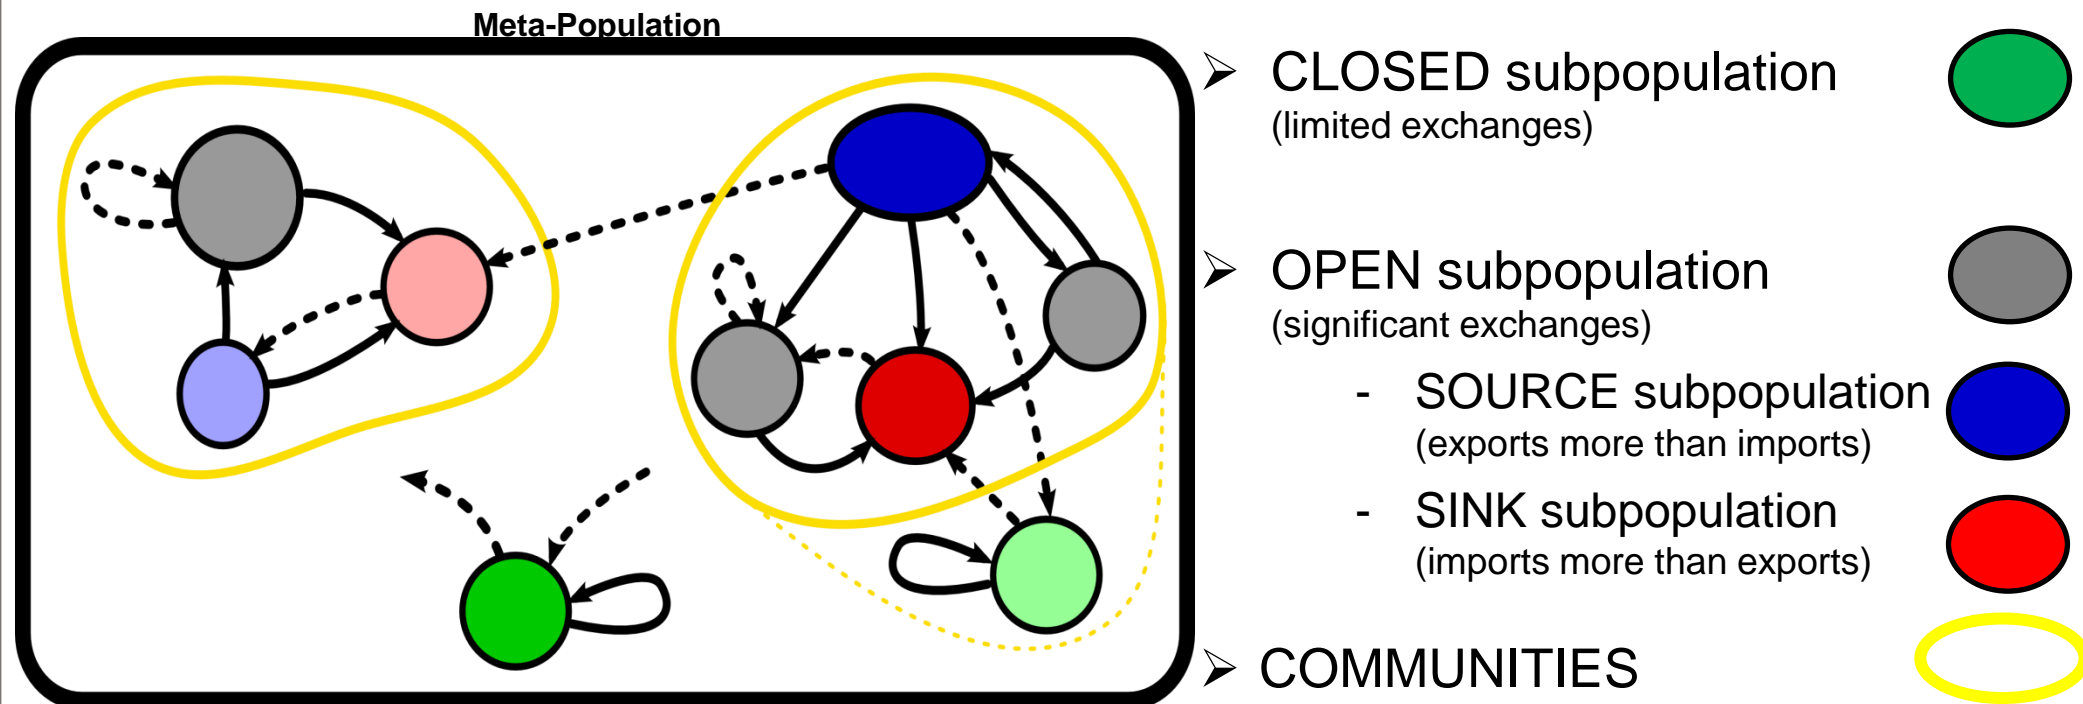 Meta-Population
➢ CLOSED subpopulation
(limited exchanges)
➢ OPEN subpopulation
(significant exchanges)
- SOURCE subpopulation
(exports more than imports)
- SINK subpopulation
(imports more than exports)
➢ COMMUNITIES